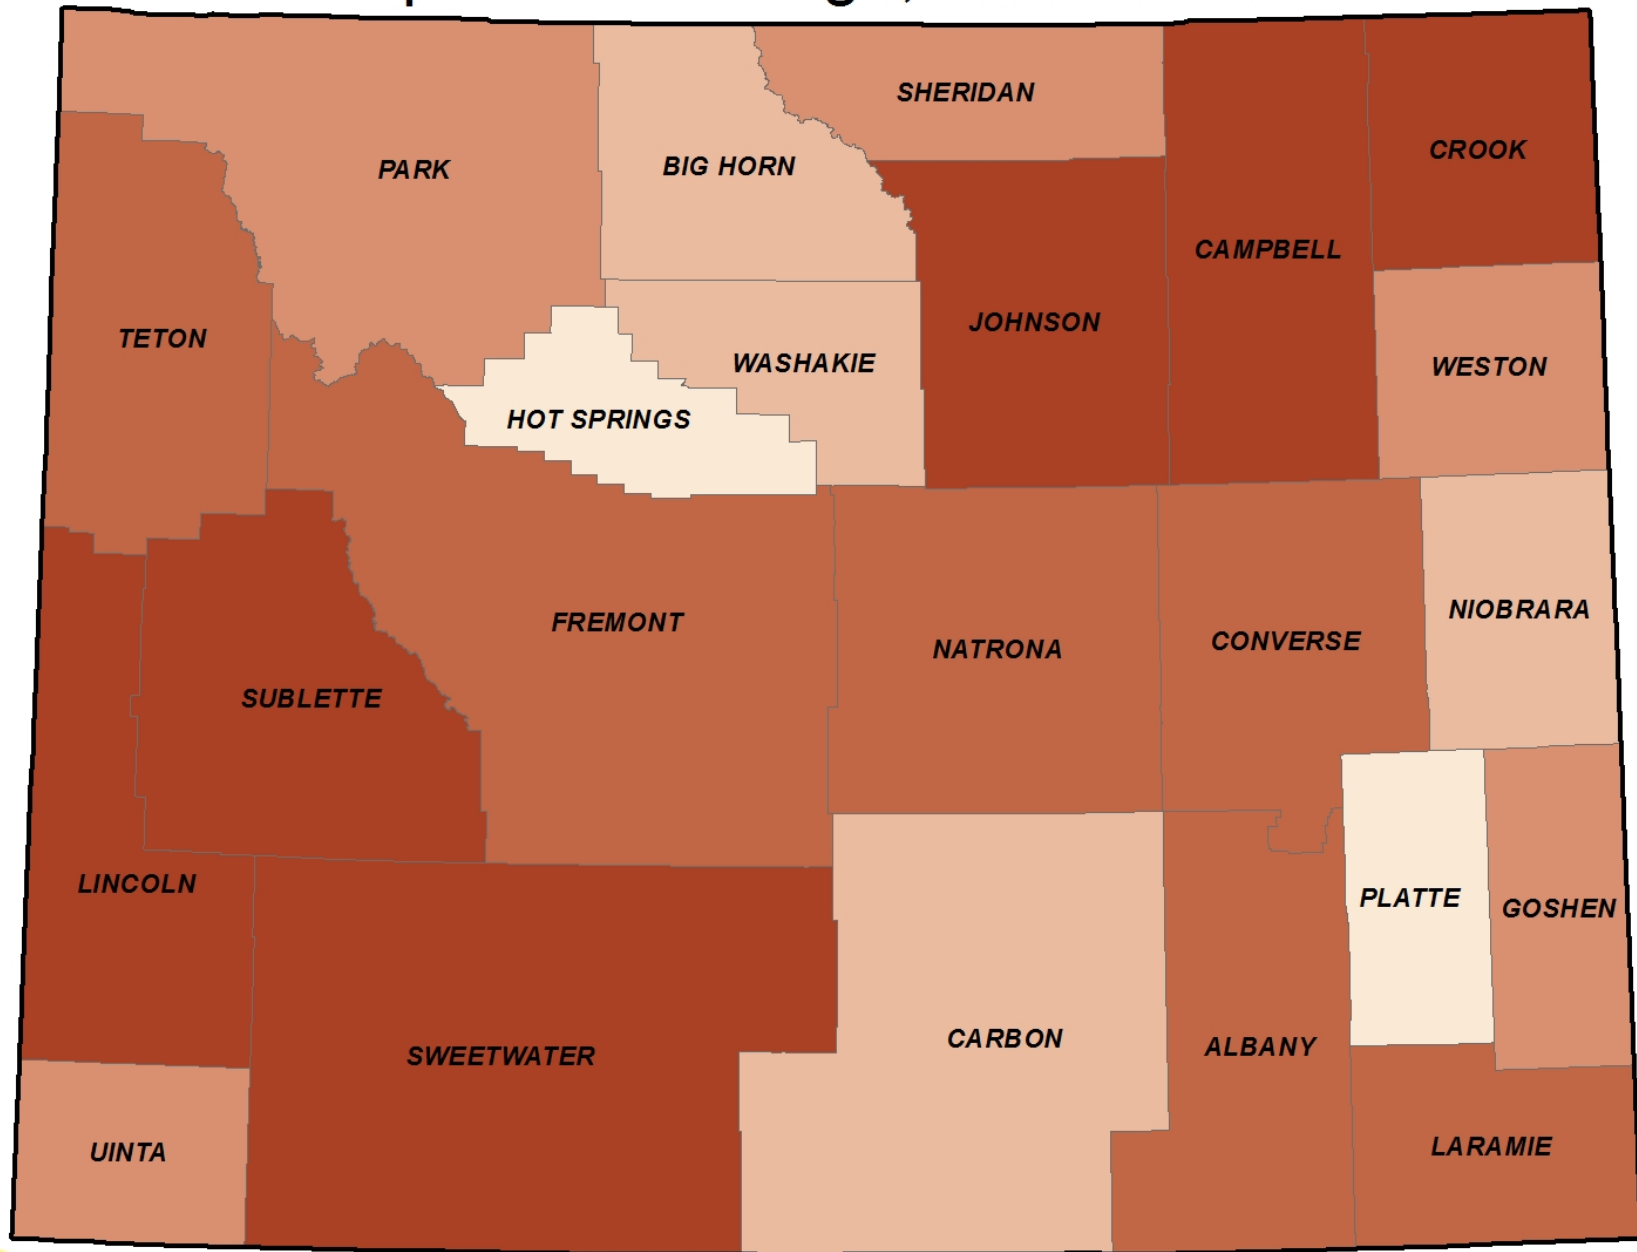 SHERIDAN
CROOK
PARK
BIG HORN
CAMPBELL
TETON
JOHNSON
WASHAKIE
WESTON
HOT SPRINGS
FREMONT
NIOBRARA
NATRONA
CONVERSE
SUBLETTE
LINCOLN
PLATTE
GOSHEN
CARBON
ALBANY
SWEETWATER
UINTA
LARAMIE